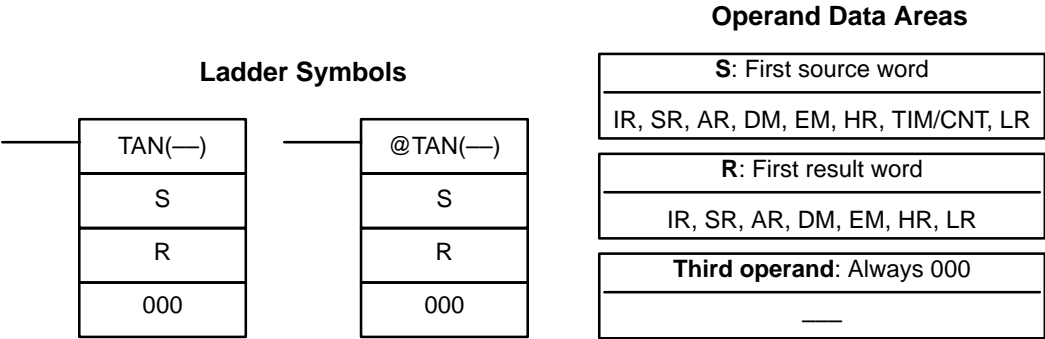 Ladder Symbols
TAN(––)
S
R
000
@TAN(––)
S
R
000
Operand Data Areas
S: First source word
IR, SR, AR, DM, EM, HR, TIM/CNT, LR
R: First result word
IR, SR, AR, DM, EM, HR, LR
Third operand: Always 000
–––